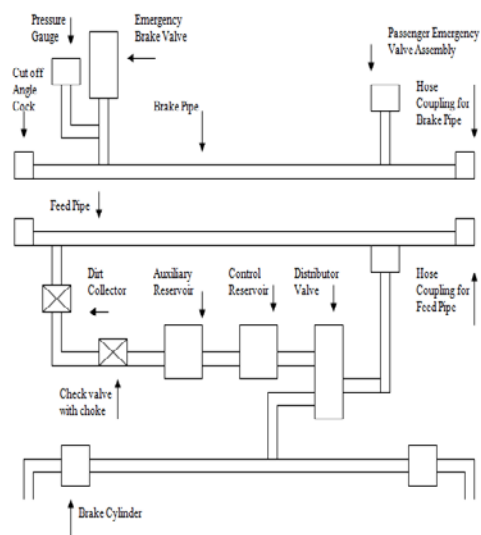 Pressure
Gauge
Emergency
Brake Valve
Passenger Emergency
Valve Assembly
Cut off
Angle
Cock
Brake Pipe
Hose
Coupling for
Brake Pipe
Feed Pipe
Dirt
Collector
Auxiliary
Reservoir
Control
Reservoir
Distributor
Valve
Hose
Coupling for
Feed Pipe
Check valve
with choke
Brake Cylinder